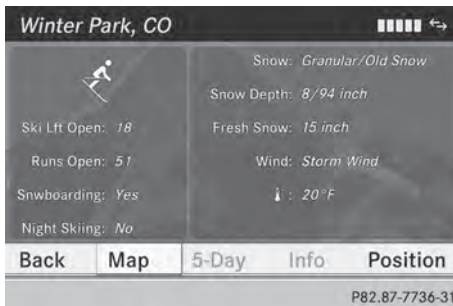 Winter Park, CO
Ski Lft Open: 18
Runs Open: 51
Snwboarding: Yes
Night Skiing: No
Snow: Granular/Old Snow
Snow Depth: 8/94 inch
Fresh Snow: 15 inch
Wind: Storm Wind
: 20°F
Back Map 5-Day Info Position
P82.87-7736-31